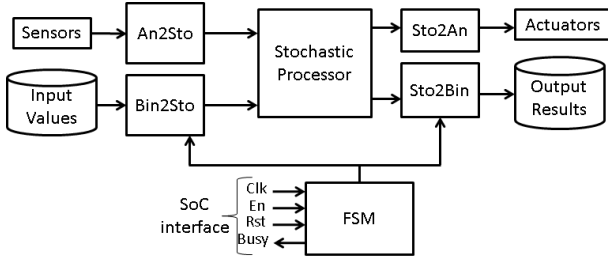 Sensors
An2Sto
Stochastic
Processor
Sto2An
Actuators
Input
Values
Bin2Sto
Sto2Bin
Output
Results
SoC
interface
Clk
En
Rst
Busy
FSM